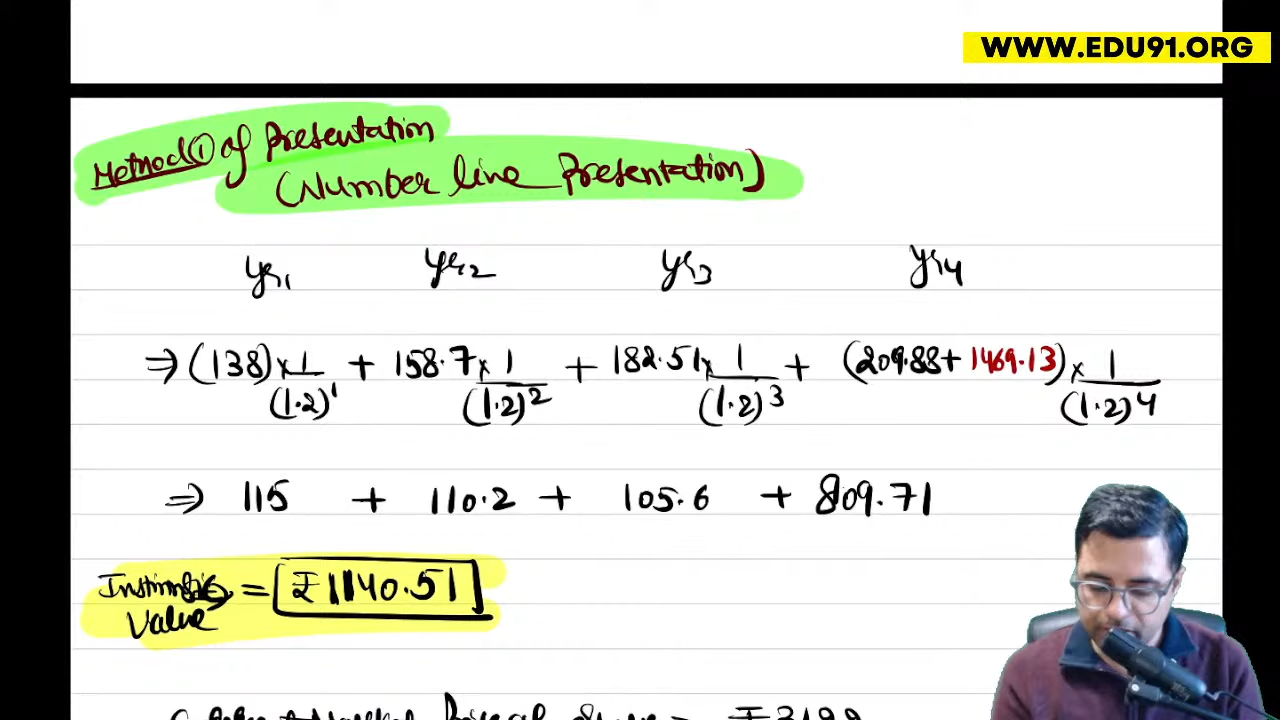 WWW.EDU91.ORG
Method① of Presentation
(Number line Presentation)
yr1 yr2 yr3 yr4
⇒ (138) × 1/(1.2)¹ + 158.7 × 1/(1.2)² + 182.51 × 1/(1.2)³ + (209.88 + 1469.13) × 1/(1.2)⁴
⇒ 115 + 110.2 + 105.6 + 809.71
Value = ₹1140.51
= ₹3199